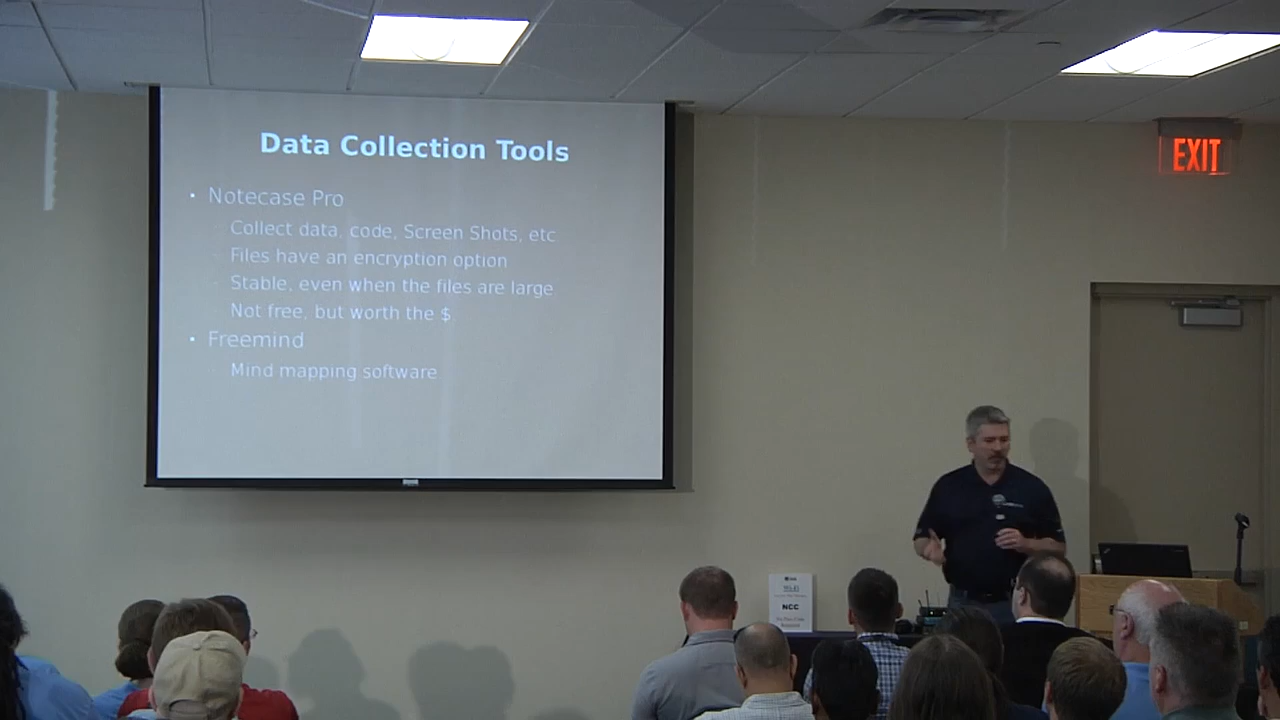 Data Collection Tools
• Notecase Pro
Collect data, code, Screen Shots, etc
Files have an encryption option
Stable, even when the files are large
Not free, but worth the $
• Freemind
Mind mapping software
EXIT
NCC